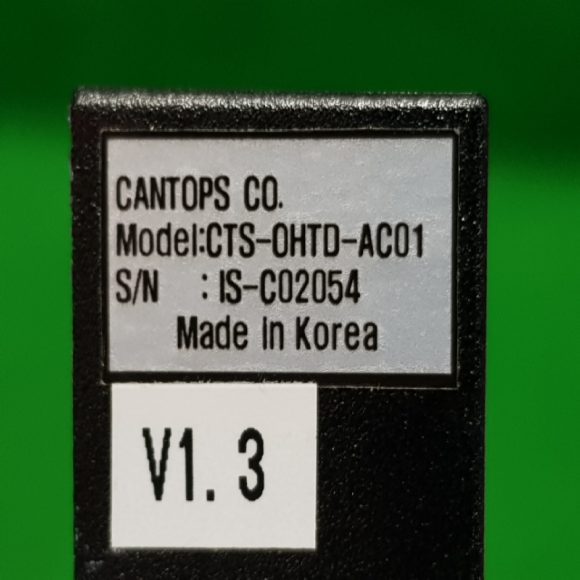 CANTOPS CO.
Model:CTS-OHTD-AC01
S/N : IS-C02054
Made In Korea
V1.3